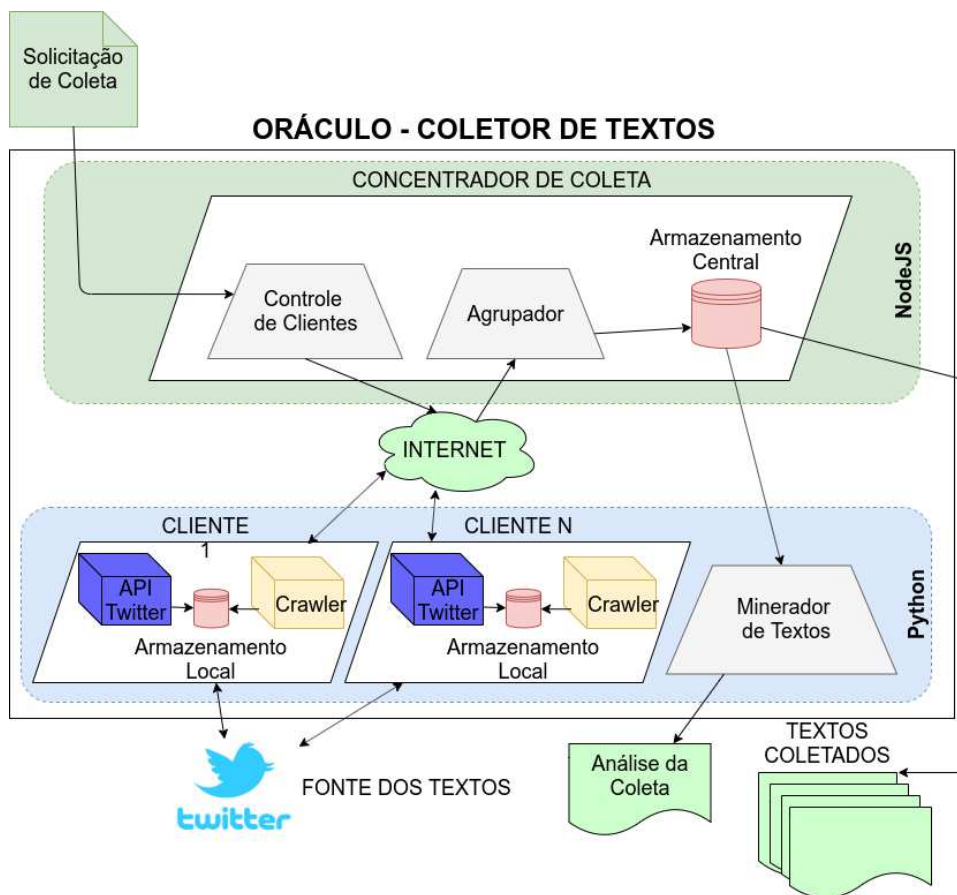 Solicitação
de Coleta
ORÁCULO - COLETOR DE TEXTOS
CONCENTRADOR DE COLETA
Controle
de Clientes
Agrupador
Armazenamento
Central
NodeJS
INTERNET
CLIENTE
1
API
Twitter
Crawler
Armazenamento
Local
CLIENTE N
API
Twitter
Crawler
Armazenamento
Local
Minerador
de Textos
Python
twitter
FONTE DOS TEXTOS
Análise da
Coleta
TEXTOS
COLETADOS